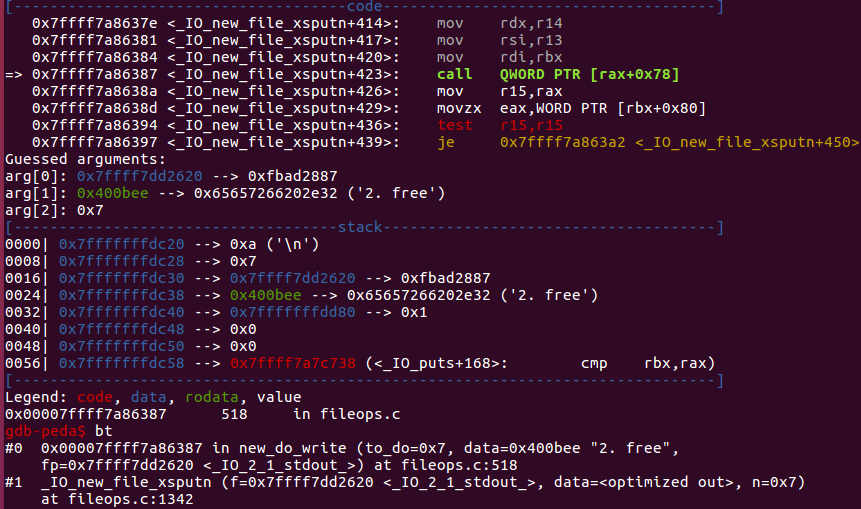 [-------------------------------------code-------------------------------------]
   0x7ffff7a8637e <_IO_new_file_xsputn+414>:	mov    rdx,r14
   0x7ffff7a86381 <_IO_new_file_xsputn+417>:	mov    rsi,r13
   0x7ffff7a86384 <_IO_new_file_xsputn+420>:	mov    rdi,rbx
=> 0x7ffff7a86387 <_IO_new_file_xsputn+423>:	call   QWORD PTR [rax+0x78]
   0x7ffff7a8638a <_IO_new_file_xsputn+426>:	mov    r15,rax
   0x7ffff7a8638d <_IO_new_file_xsputn+429>:	movzx  eax,WORD PTR [rbx+0x80]
   0x7ffff7a86394 <_IO_new_file_xsputn+436>:	test   r15,r15
   0x7ffff7a86397 <_IO_new_file_xsputn+439>:	je     0x7ffff7a863a2 <_IO_new_file_xsputn+450>
Guessed arguments:
arg[0]: 0x7ffff7dd2620 --> 0xfbad2887
arg[1]: 0x400bee --> 0x65657266202e32 ('2. free')
arg[2]: 0x7
[------------------------------------stack-------------------------------------]
0000| 0x7fffffffdc20 --> 0xa ('\n')
0008| 0x7fffffffdc28 --> 0x7
0016| 0x7fffffffdc30 --> 0x7ffff7dd2620 --> 0xfbad2887
0024| 0x7fffffffdc38 --> 0x400bee --> 0x65657266202e32 ('2. free')
0032| 0x7fffffffdc40 --> 0x7fffffffdd80 --> 0x1
0040| 0x7fffffffdc48 --> 0x0
0048| 0x7fffffffdc50 --> 0x0
0056| 0x7fffffffdc58 --> 0x7ffff7a7c738 (<_IO_puts+168>:	cmp    rbx,rax)
[------------------------------------------------------------------------------]
Legend: code, data, rodata, value
0x00007ffff7a86387	518	in fileops.c
gdb-peda$ bt
#0  0x00007ffff7a86387 in new_do_write (to_do=0x7, data=0x400bee "2. free",
    fp=0x7ffff7dd2620 <_IO_2_1_stdout_>) at fileops.c:518
#1  _IO_new_file_xsputn (f=0x7ffff7dd2620 <_IO_2_1_stdout_>, data=<optimized out>, n=0x7)
    at fileops.c:1342